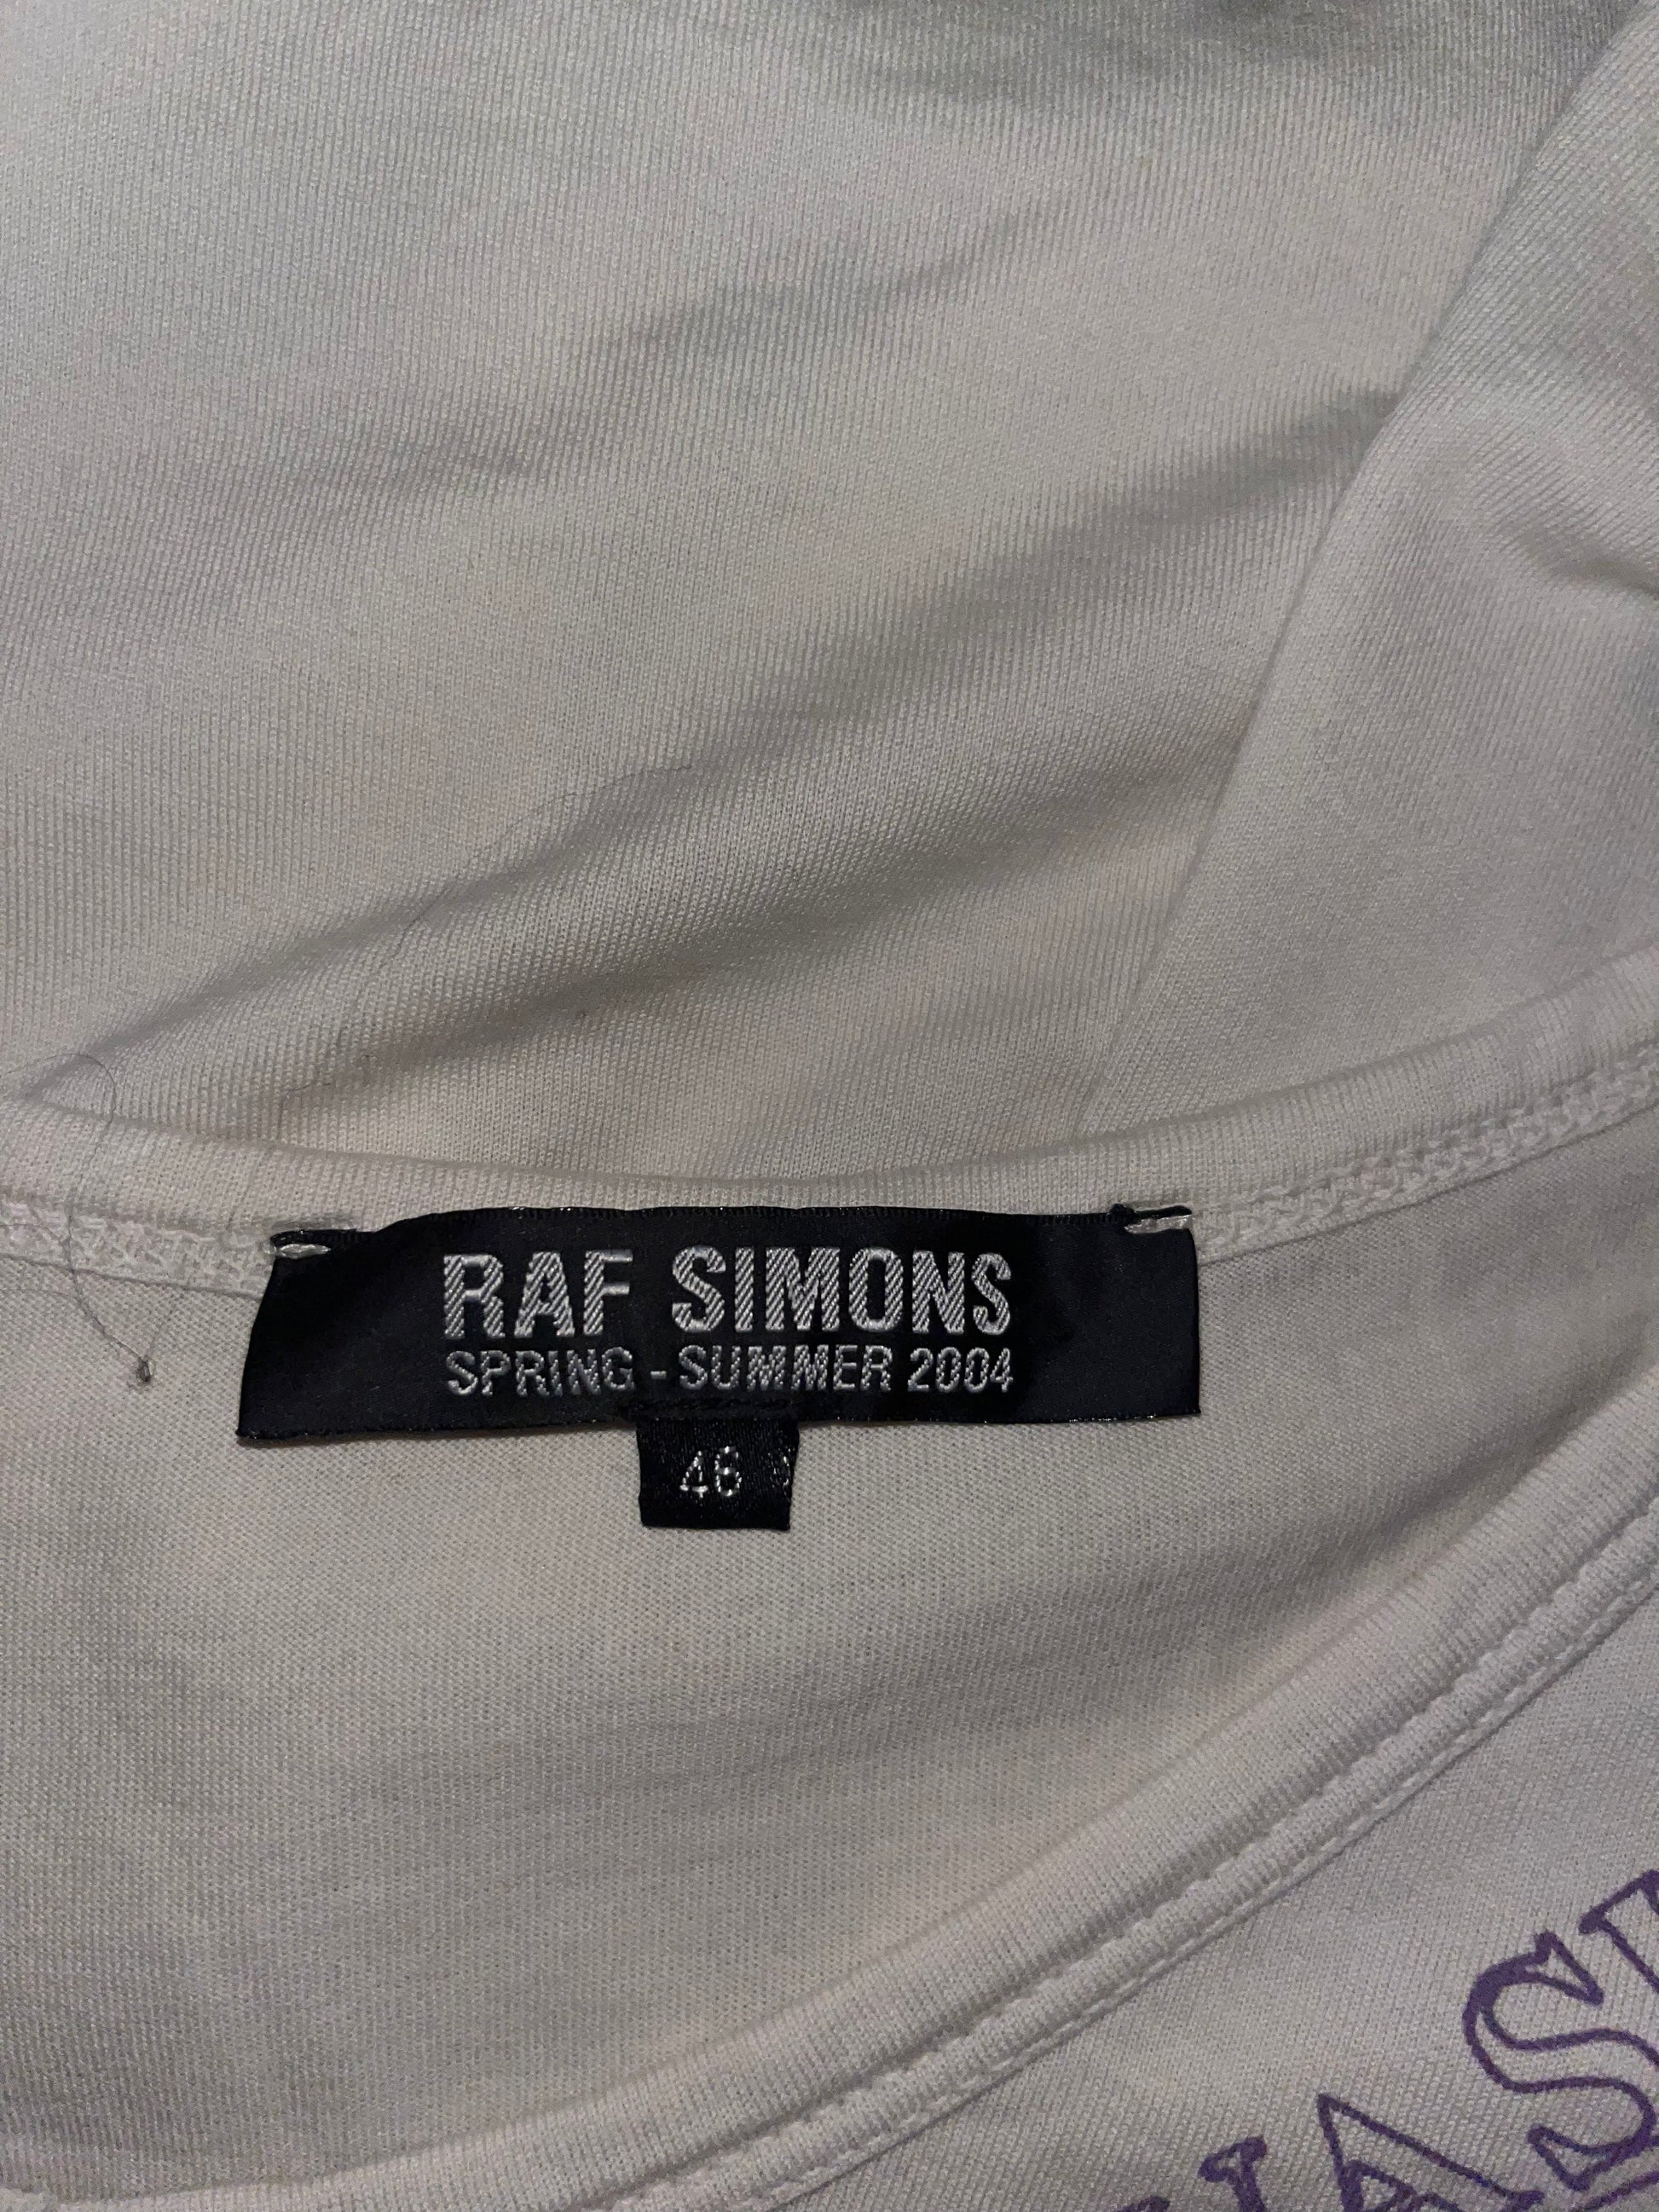 RAF SIMONS
SPRING - SUMMER 2004
46